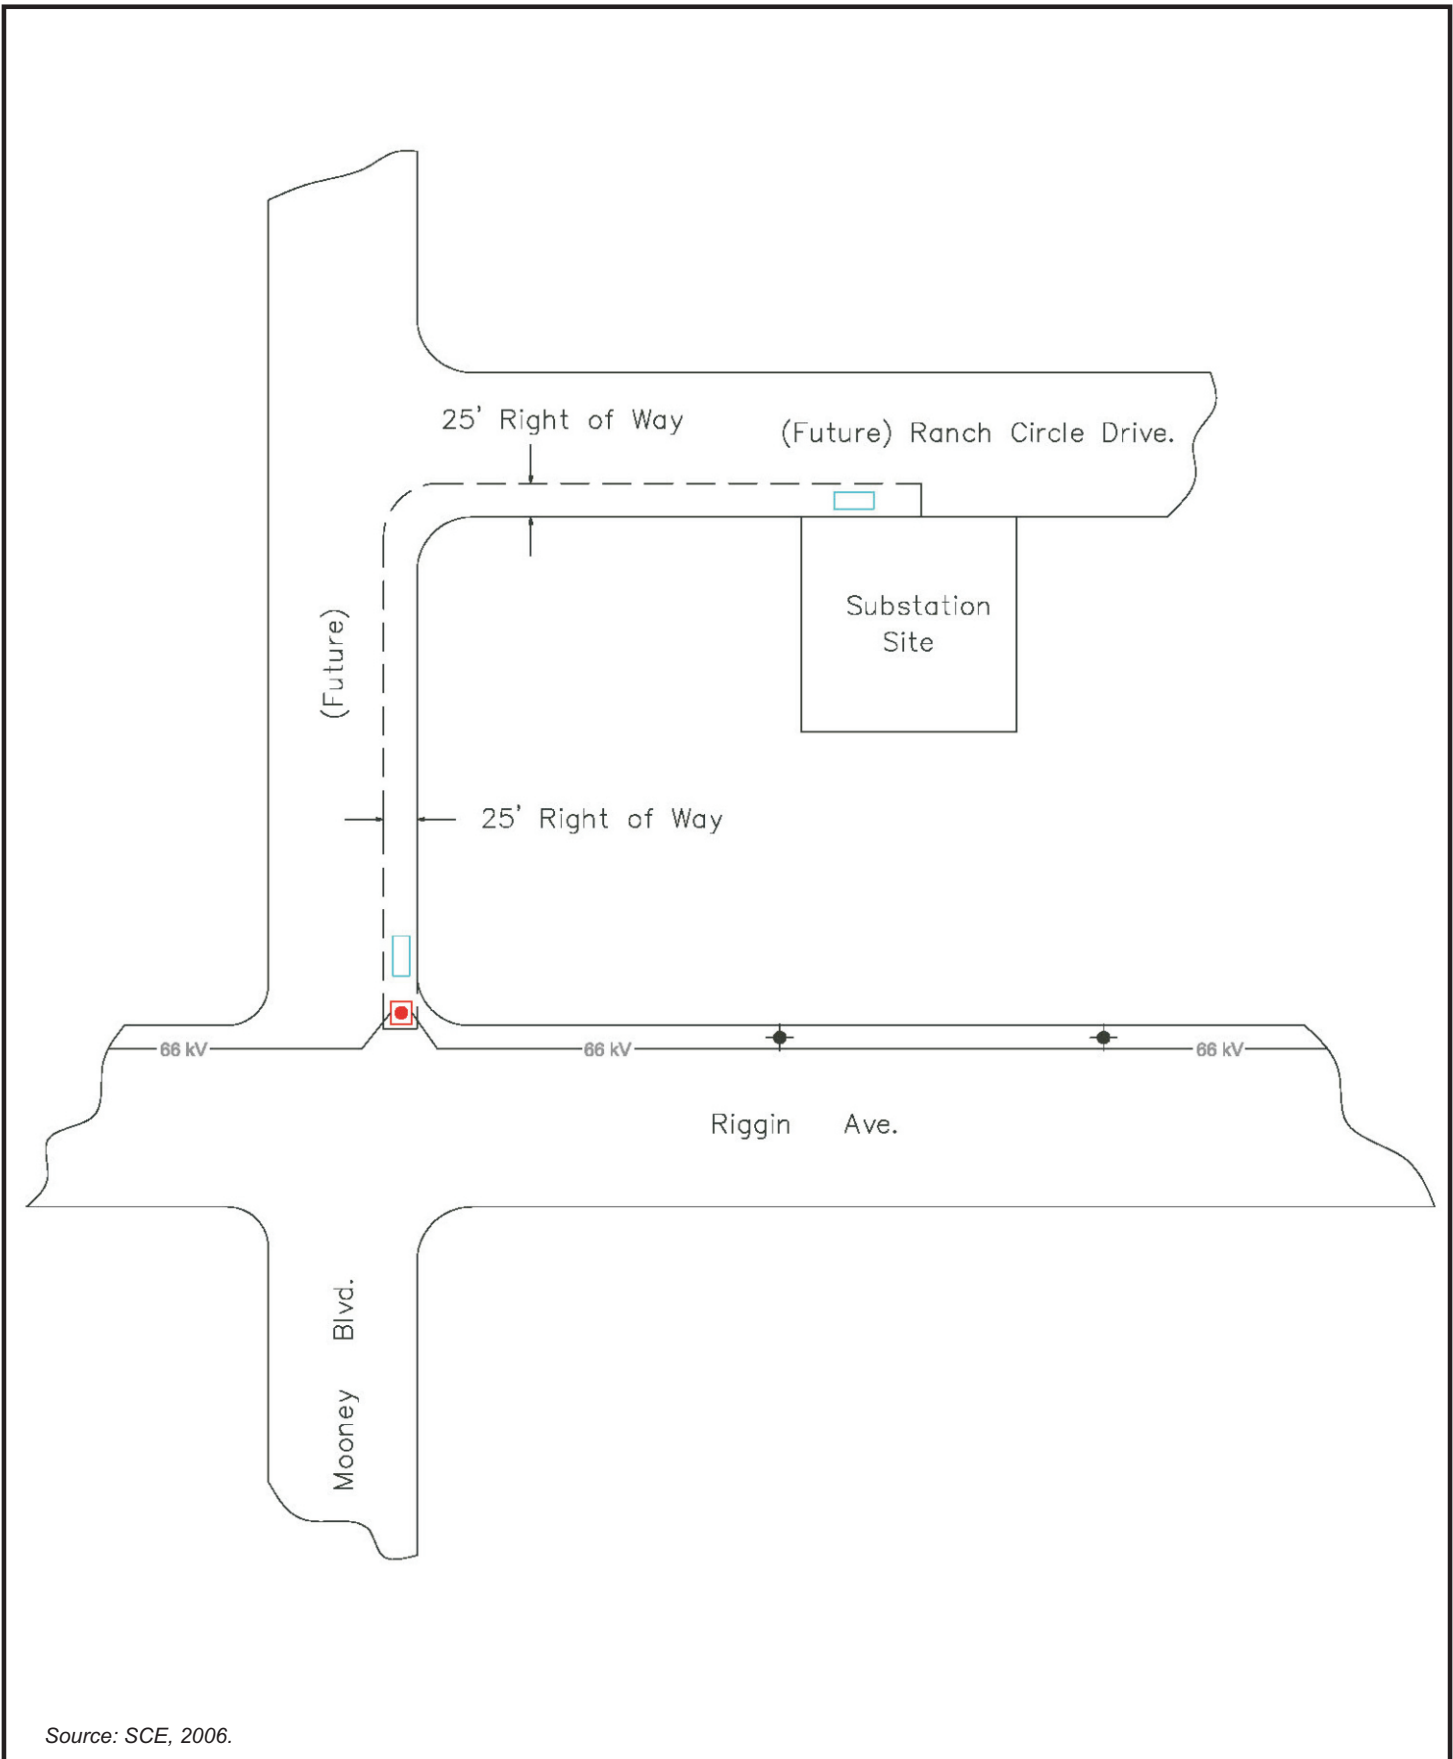 25' Right of Way
(Future) Ranch Circle Drive.
Substation
Site
(Future)
25' Right of Way
66 kV
66 kV
66 kV
Riggin Ave.
Mooney Blvd.
Source: SCE, 2006.